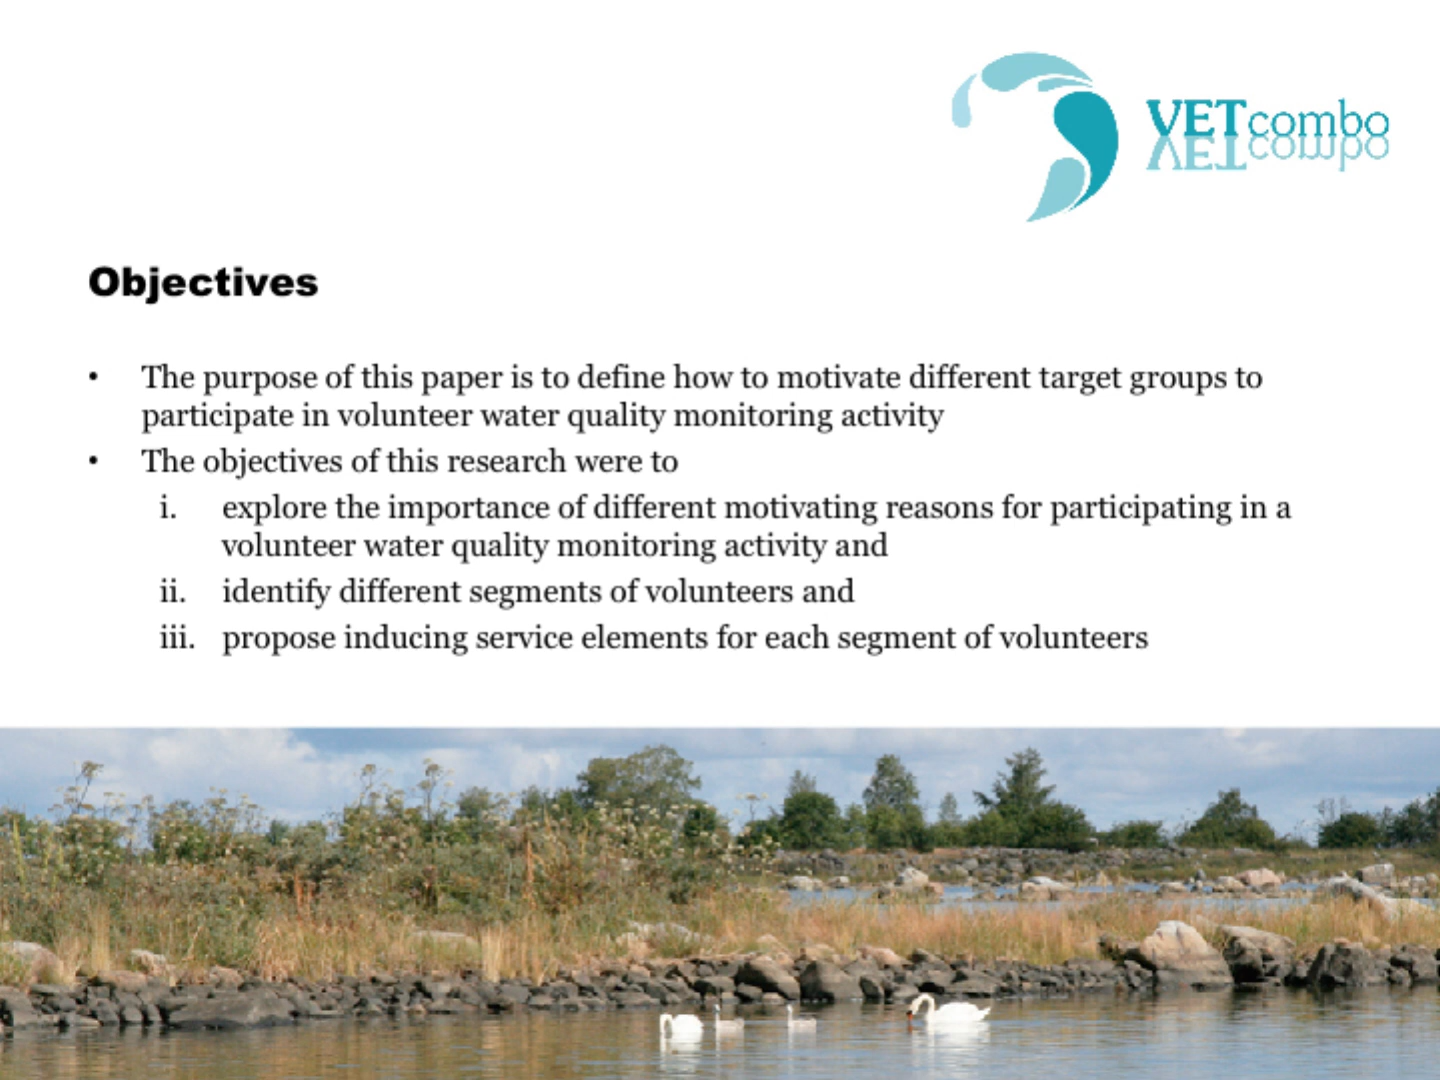 VETcombo
Objectives
• The purpose of this paper is to define how to motivate different target groups to
participate in volunteer water quality monitoring activity
• The objectives of this research were to
i. explore the importance of different motivating reasons for participating in a
volunteer water quality monitoring activity and
ii. identify different segments of volunteers and
iii. propose inducing service elements for each segment of volunteers